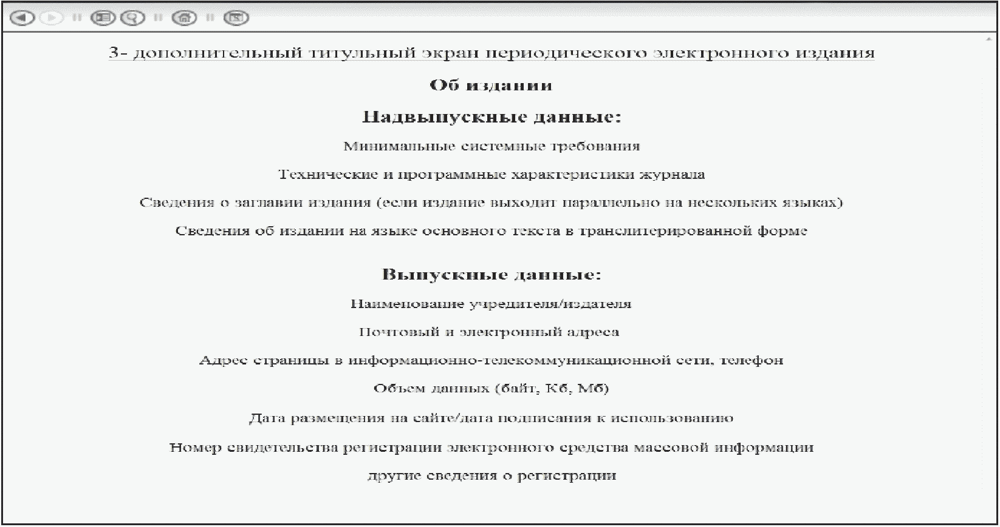 3- дополнительный титульный экран периодического электронного издания
Об издании
Надвыпускные данные:
Минимальные системные требования
Технические и программные характеристики журнала
Сведения о заглавии издания (если издание выходит параллельно на нескольких языках)
Сведения об издании на языке основного текста в транслитерированной форме
Выпускные данные:
Наименование учредителя/издателя
Почтовый и электронный адреса
Адрес страницы в информационно-телекоммуникационной сети, телефон
Объем данных (байт, Кб, Мб)
Дата размещения на сайте/дата подписания к использованию
Номер свидетельства регистрации электронного средства массовой информации
другие сведения о регистрации